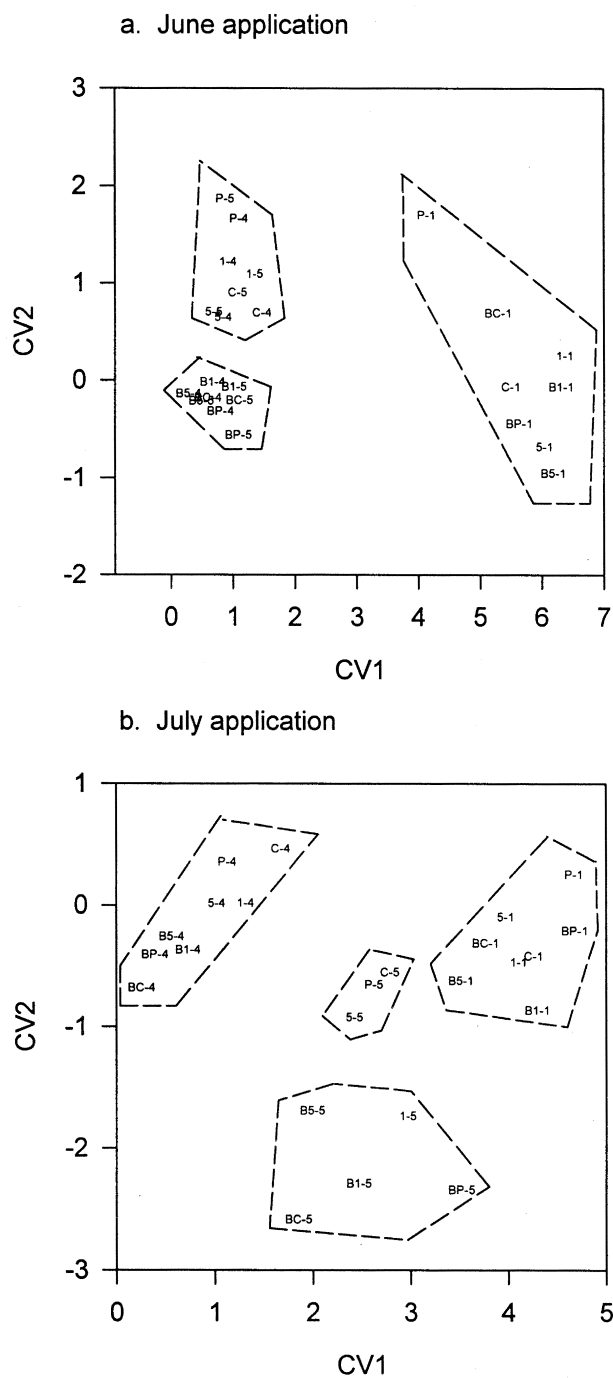 a. June application
3
2
1
0
-1
-2
CV2
P-5
P-4
P-1
1-4
1-5
C-5
5-5
5-4
C-4
BC-1
1-1
B1-4
B1-5
C-1
B1-1
B5-4
BC-4
BC-5
BP-4
BP-1
BP-5
5-1
B5-1
0 1 2 3 4 5 6 7
CV1
b. July application
1
0
-1
-2
-3
CV2
C-4
P-4
P-1
5-4
1-4
5-1
BP-1
B5-4
BC-1
BP-4
B1-4
1-1
C-1
C-5
BC-4
P-5
B5-1
5-5
B1-1
B5-5
1-5
B1-5
BP-5
BC-5
0 1 2 3 4 5
CV1